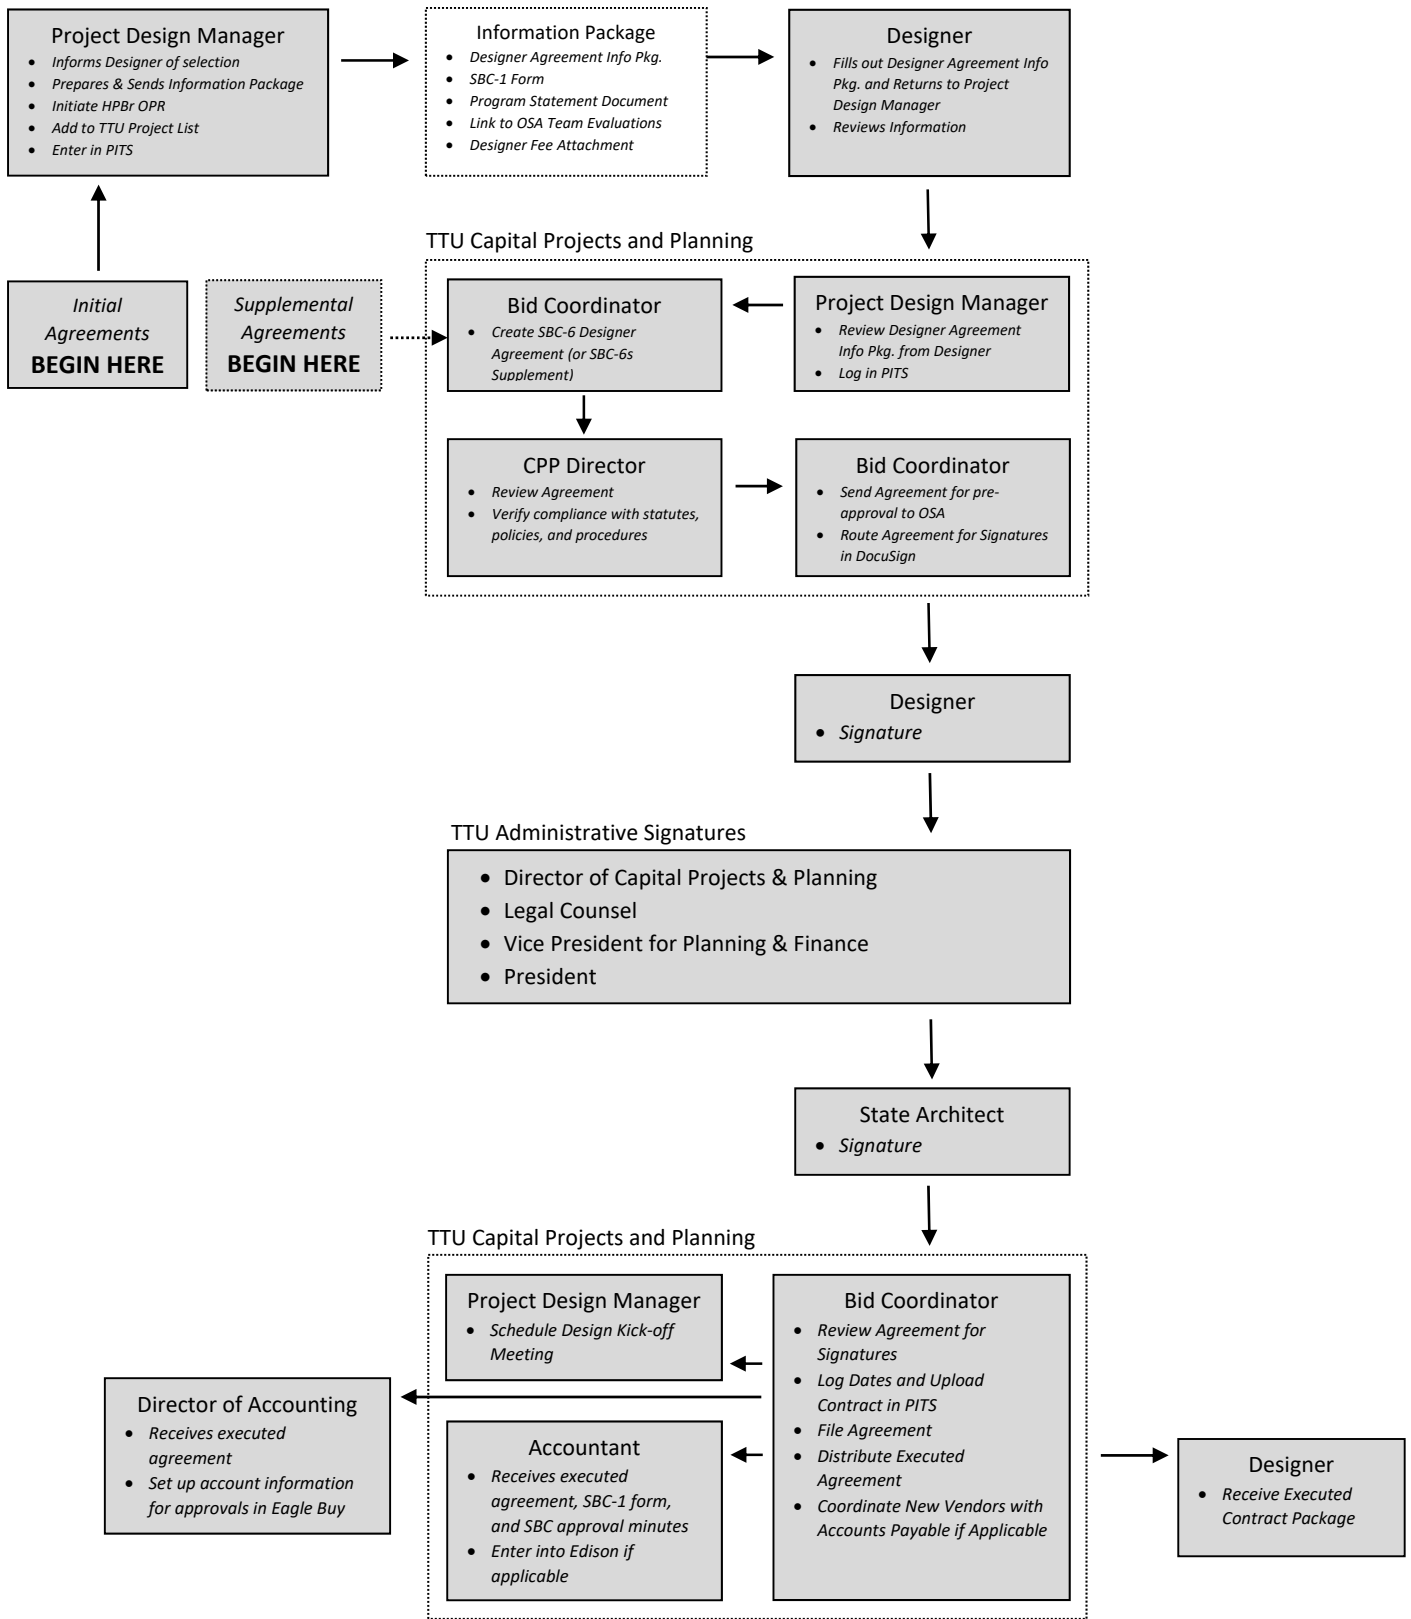 Project Design Manager
• Informs Designer of selection
• Prepares & Sends Information Package
• Initiate HPBr OPR
• Add to TTU Project List
• Enter in PITS
Information Package
• Designer Agreement Info Pkg.
• SBC-1 Form
• Program Statement Document
• Link to OSA Team Evaluations
• Designer Fee Attachment
Designer
• Fills out Designer Agreement Info
Pkg. and Returns to Project
Design Manager
• Reviews Information
Initial
Agreements
BEGIN HERE
Supplemental
Agreements
BEGIN HERE
TTU Capital Projects and Planning
Bid Coordinator
• Create SBC-6 Designer
Agreement (or SBC-6s
Supplement)
Project Design Manager
• Review Designer Agreement
Info Pkg. from Designer
• Log in PITS
CPP Director
• Review Agreement
• Verify compliance with statutes,
policies, and procedures
Bid Coordinator
• Send Agreement for pre-
approval to OSA
• Route Agreement for Signatures
in DocuSign
Designer
• Signature
TTU Administrative Signatures
• Director of Capital Projects & Planning
• Legal Counsel
• Vice President for Planning & Finance
• President
State Architect
• Signature
TTU Capital Projects and Planning
Project Design Manager
• Schedule Design Kick-off
Meeting
Bid Coordinator
• Review Agreement for
Signatures
• Log Dates and Upload
Contract in PITS
• File Agreement
• Distribute Executed
Agreement
• Coordinate New Vendors with
Accounts Payable if Applicable
Director of Accounting
• Receives executed
agreement
• Set up account information
for approvals in Eagle Buy
Accountant
• Receives executed
agreement, SBC-1 form,
and SBC approval minutes
• Enter into Edison if
applicable
Designer
• Receive Executed
Contract Package